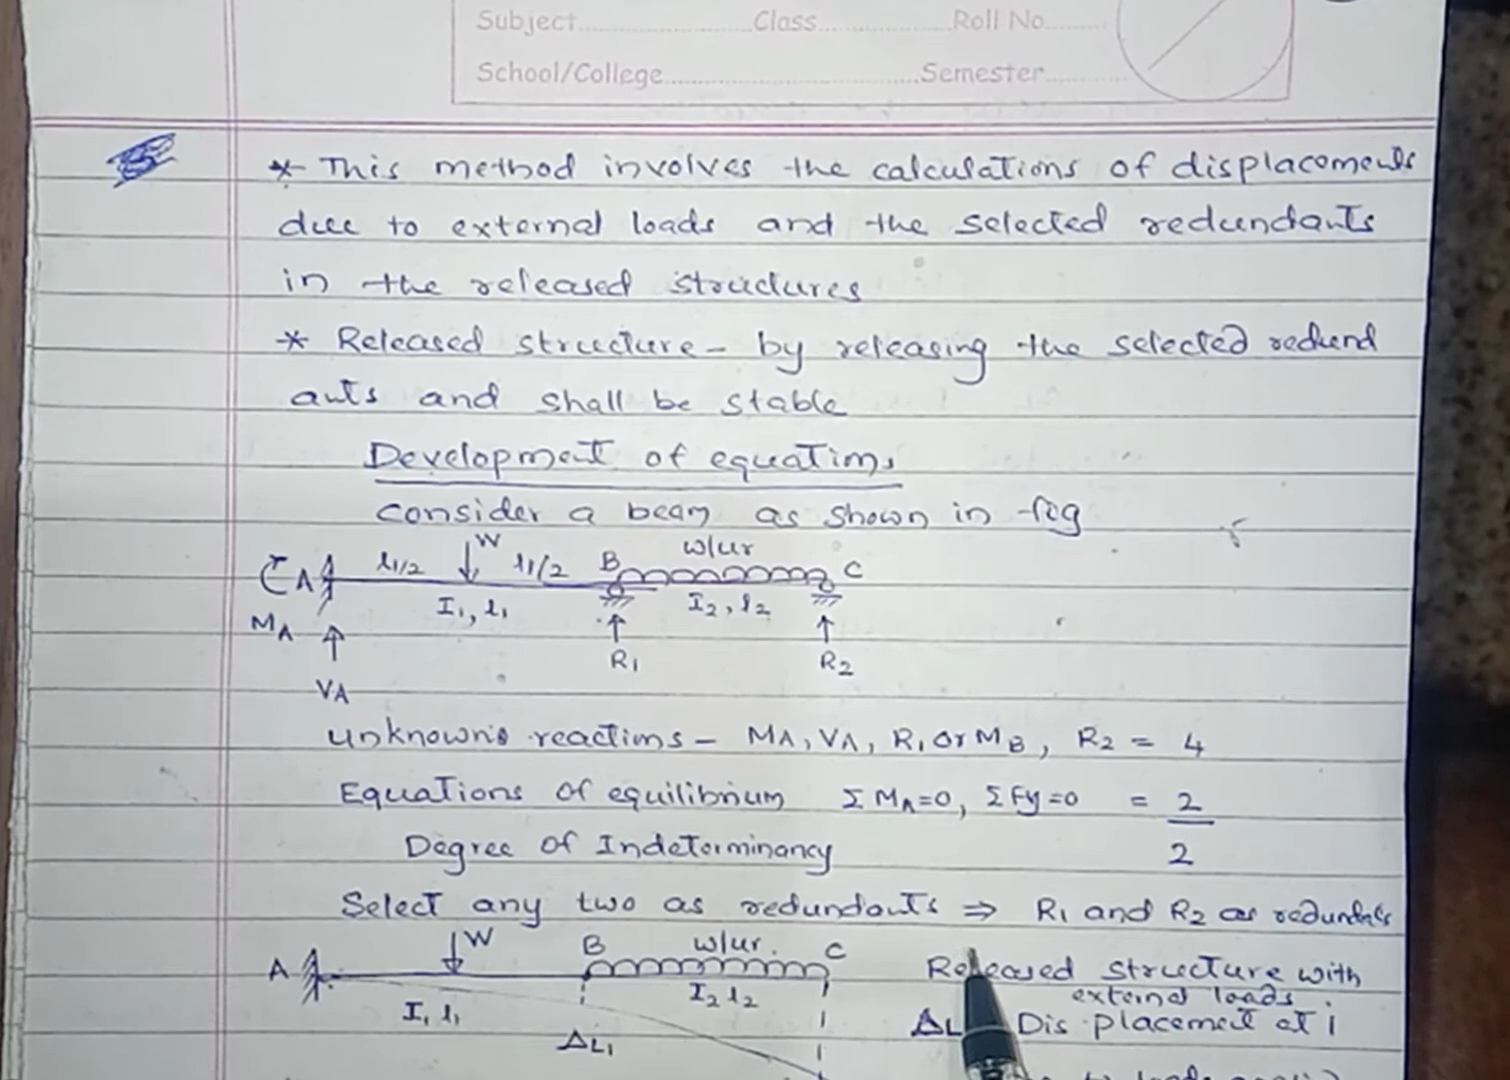 Subject Class Roll No
School/College Semester
* This method involves the calculations of displacements
due to external loads and the selected redundants
in the released structures
* Released structure - by releasing the selected redund
ants and shall be stable
Development of equations
consider a beam as shown in fig
A l1/2 W l1/2 B w/ur C
I1, l1 I2, l2
MA
R1 R2
VA
Unknown's reactions - MA, VA, R1 or MB, R2 = 4
Equations of equilibrium ΣMA=0, ΣFy=0 = 2
Degree of Indeterminancy 2
Select any two as redundants ⇒ R1 and R2 as redundnts
W B w/ur. C
A Released structure with
I1 l1 I2 l2 external loads
ΔL Displacement at i
ΔL1